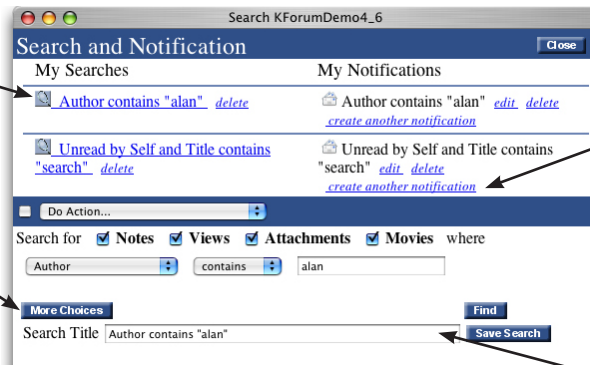 Search KForumDemo4_6
Search and Notification Close
My Searches My Notifications
Author contains "alan" delete Author contains "alan" edit delete
create another notification
Unread by Self and Title contains Unread by Self and Title contains
"search" delete "search" edit delete
create another notification
Do Action...
Search for Notes Views Attachments Movies where
Author contains alan
More Choices Find
Search Title Author contains "alan" Save Search